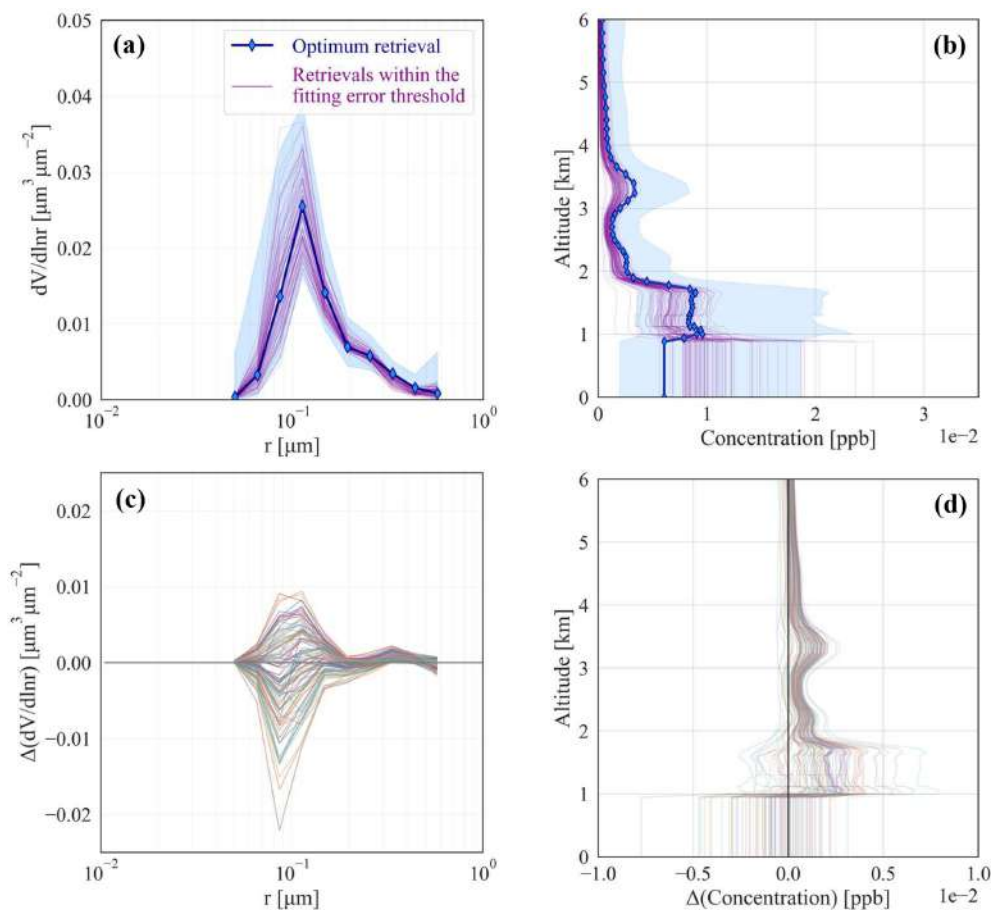 (a)
0.05
0.04
0.03
0.02
0.01
0.00
dV/dlnr [μm³ μm⁻²]
Optimum retrieval
Retrievals within the
fitting error threshold
10⁻²
10⁻¹
10⁰
r [μm]
(b)
6
5
4
3
2
1
0
Altitude [km]
0
1
2
3
1e−2
Concentration [ppb]
(c)
0.02
0.01
0.00
−0.01
−0.02
Δ(dV/dlnr) [μm³ μm⁻²]
10⁻²
10⁻¹
10⁰
r [μm]
(d)
6
5
4
3
2
1
0
Altitude [km]
−1.0
−0.5
0.0
0.5
1.0
1e−2
Δ(Concentration) [ppb]